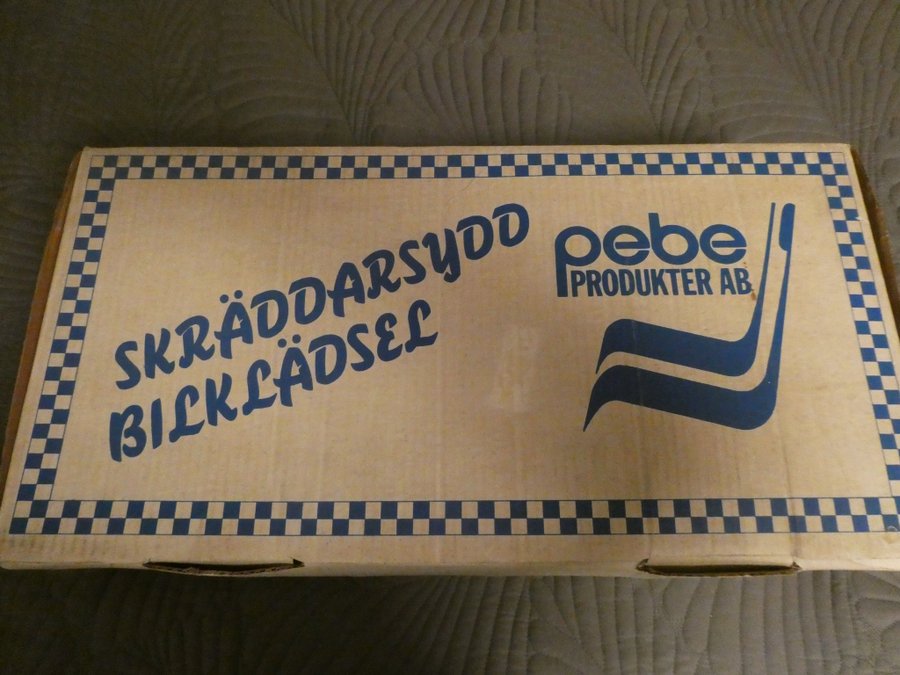 SKRÄDDARSYDD
BILKLÄDSEL
pebe
PRODUKTER AB